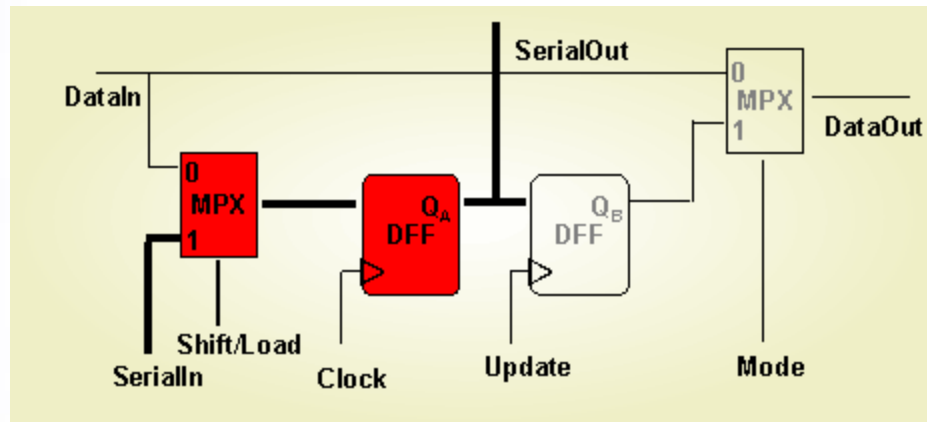 SerialOut
DataIn
0
MPX
1
DataOut
0
MPX
1
QA
DFF
QB
DFF
Shift/Load
SerialIn
Clock
Update
Mode